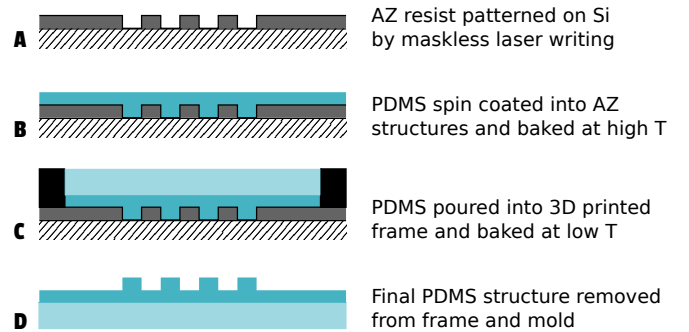 A
AZ resist patterned on Si
by maskless laser writing
B
PDMS spin coated into AZ
structures and baked at high T
C
PDMS poured into 3D printed
frame and baked at low T
D
Final PDMS structure removed
from frame and mold